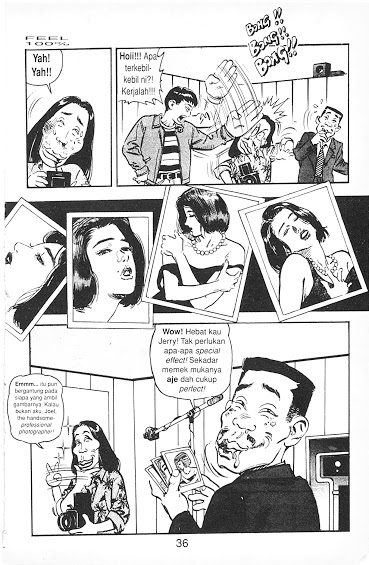 FEEL
100%
Yah!
Yah!!
Hoiii!!! Apa
terkebil-
kebil ni?!
Kerjalah!!!!
BONG!!
BONG!!
BONG!!
Wow! Hebat kau
Jerry! Tak perlukan
apa-apa special
effect! Sekadar
memek mukanya
aje dah cukup
perfect!
Emmm... itu pun
bergantung pada
siapa yang ambil
gambarnya. Kalau
bukan aku, Joel,
the handsome-
professional
photographer!
36